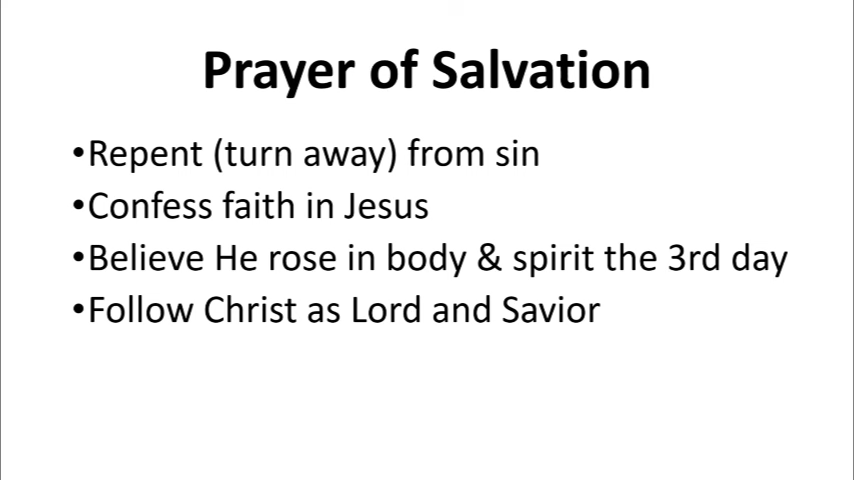 Prayer of Salvation
•Repent (turn away) from sin
•Confess faith in Jesus
•Believe He rose in body & spirit the 3rd day
•Follow Christ as Lord and Savior